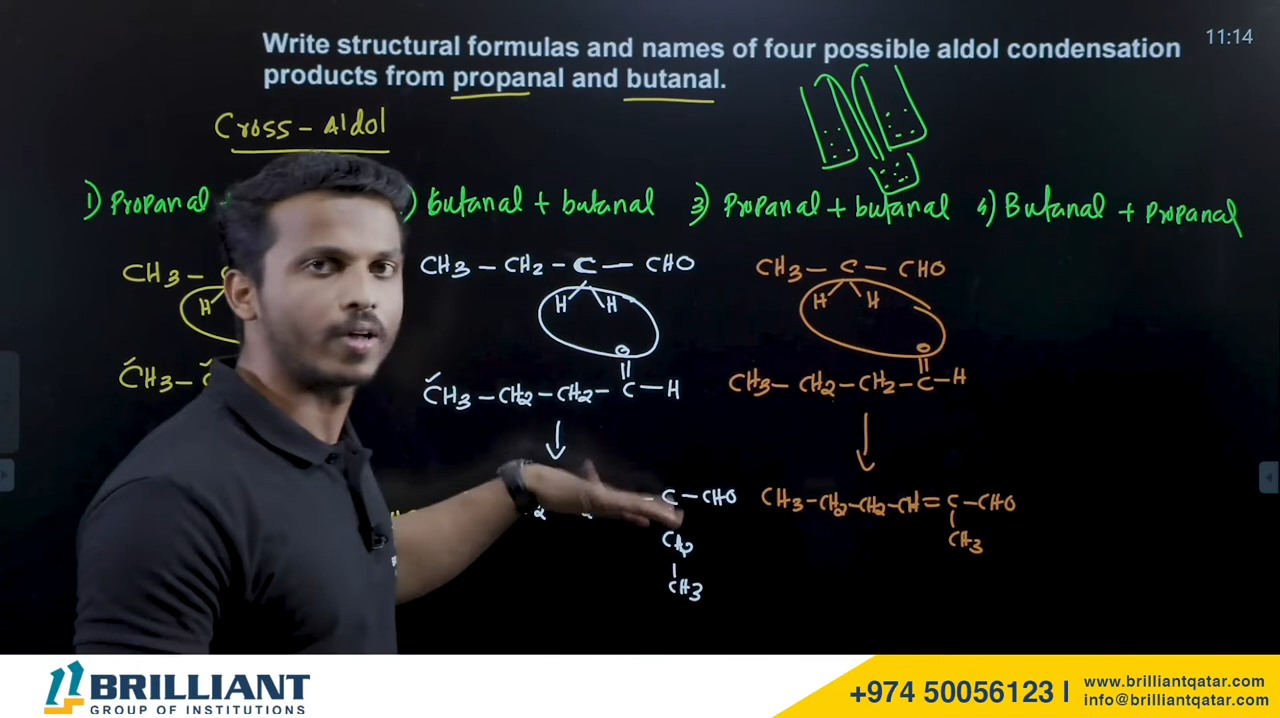 Write structural formulas and names of four possible aldol condensation
products from propanal and butanal.
11:14
Cross - Aldol
1) Propanal
) butanal + butanal
3) Propanal + butanal
4) Butanal + Propanal
CH3 - C
H
CH3 -
CH3 - CH2 - C - CHO
H H
O
CH3 - CH2 - CH2 - C - H
C - CHO
2 2
CH2
CH3
CH3 - C - CHO
H H
O
CH3 - CH2 - CH2 - C - H
CH3 - CH2 - CH2 - CH = C - CHO
CH3
BRILLIANT
GROUP OF INSTITUTIONS
+974 50056123 |
www.brilliantqatar.com
info@brilliantqatar.com